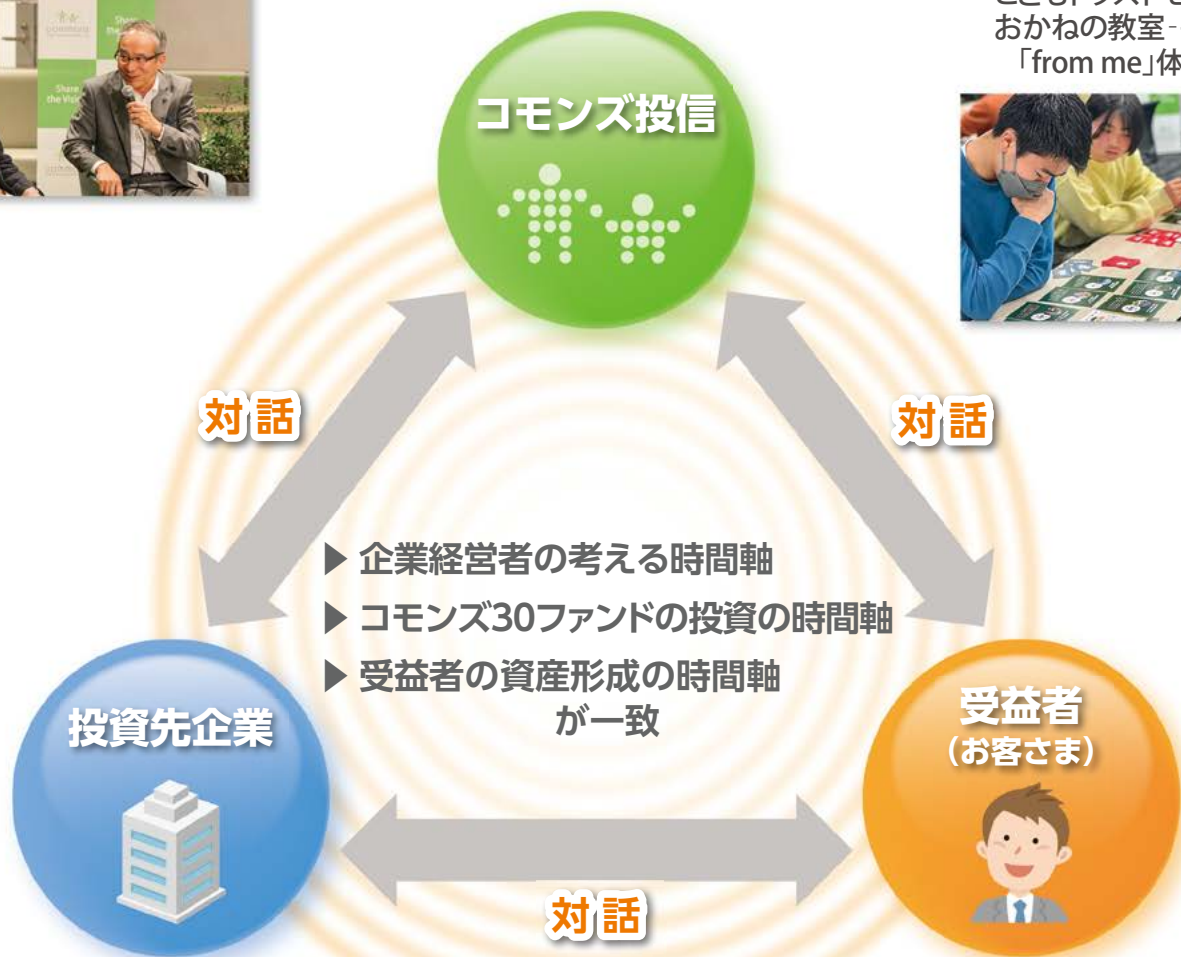 Share
the Vis
おかねの教室
「from me」体
コモンズ投信
対話
対話
▶ 企業経営者の考える時間軸
▶ コモンズ30ファンドの投資の時間軸
▶ 受益者の資産形成の時間軸
が一致
投資先企業
受益者
(お客さま)
対話